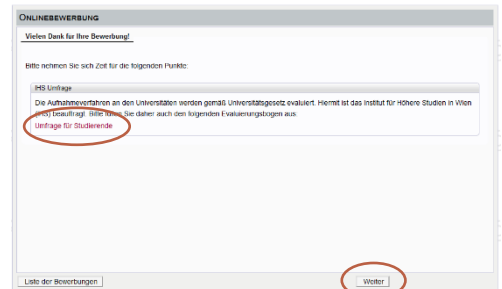 ONLINEBEWERBUNG
Vielen Dank für Ihre Bewerbung!
Bitte nehmen Sie sich Zeit für die folgenden Punkte:
IHS Umfrage
Die Aufnahmeverfahren an den Universitäten werden gemäß Universitätsgesetz evaluiert. Hiermit ist das Institut für Höhere Studien in Wien
(IHS) beauftragt. Bitte füllen Sie daher auch den folgenden Evaluierungsbogen aus:
Umfrage für Studierende
Liste der Bewerbungen
Weiter